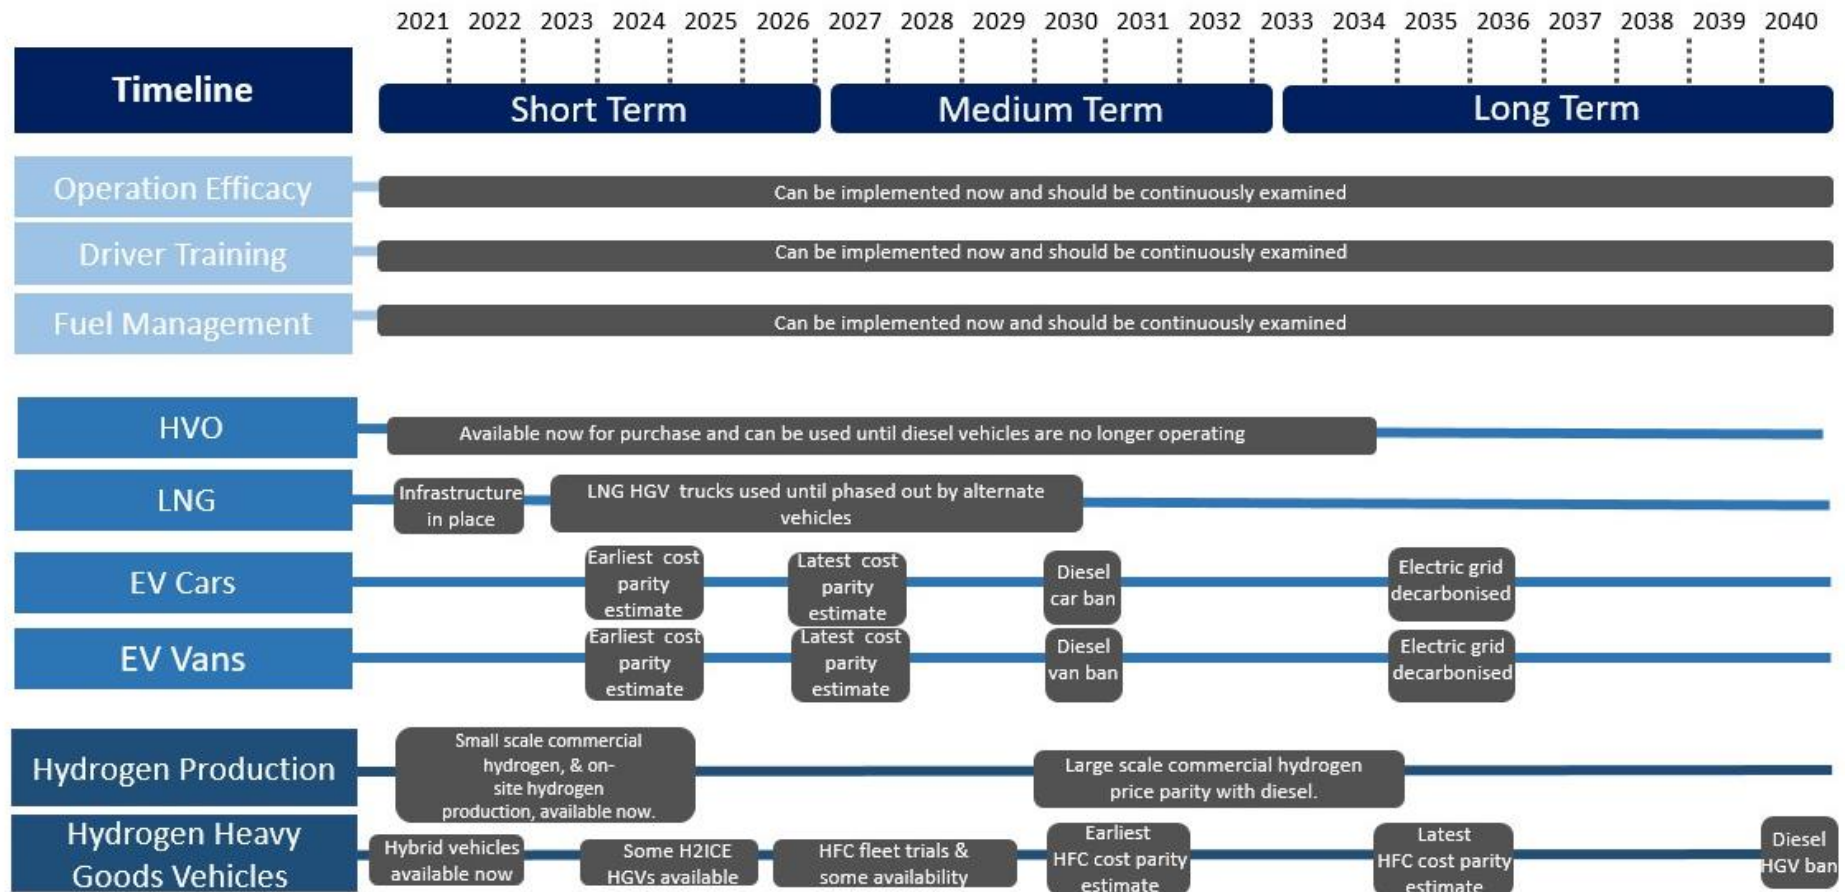 2021 2022 2023 2024 2025 2026 2027 2028 2029 2030 2031 2032 2033 2034 2035 2036 2037 2038 2039 2040
Timeline
Short Term
Medium Term
Long Term
Operation Efficacy
Can be implemented now and should be continuously examined
Driver Training
Can be implemented now and should be continuously examined
Fuel Management
Can be implemented now and should be continuously examined
HVO
Available now for purchase and can be used until diesel vehicles are no longer operating
LNG
Infrastructure
in place
LNG HGV trucks used until phased out by alternate
vehicles
EV Cars
Earliest cost
parity
estimate
Latest cost
parity
estimate
Diesel
car ban
Electric grid
decarbonised
EV Vans
Earliest cost
parity
estimate
Latest cost
parity
estimate
Diesel
van ban
Electric grid
decarbonised
Hydrogen Production
Small scale commercial
hydrogen, & on-
site hydrogen
production, available now.
Large scale commercial hydrogen
price parity with diesel.
Hydrogen Heavy
Goods Vehicles
Hybrid vehicles
available now
Some H2ICE
HGVs available
HFC fleet trials &
some availability
Earliest
HFC cost parity
estimate
Latest
HFC cost parity
estimate
Diesel
HGV ban